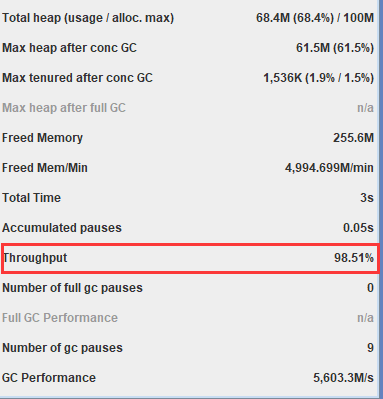 Total heap (usage / alloc. max) 68.4M (68.4%) / 100M
Max heap after conc GC 61.5M (61.5%)
Max tenured after conc GC 1,536K (1.9% / 1.5%)
Max heap after full GC n/a
Freed Memory 255.6M
Freed Mem/Min 4,994.699M/min
Total Time 3s
Accumulated pauses 0.05s
Throughput 98.51%
Number of full gc pauses 0
Full GC Performance n/a
Number of gc pauses 9
GC Performance 5,603.3M/s